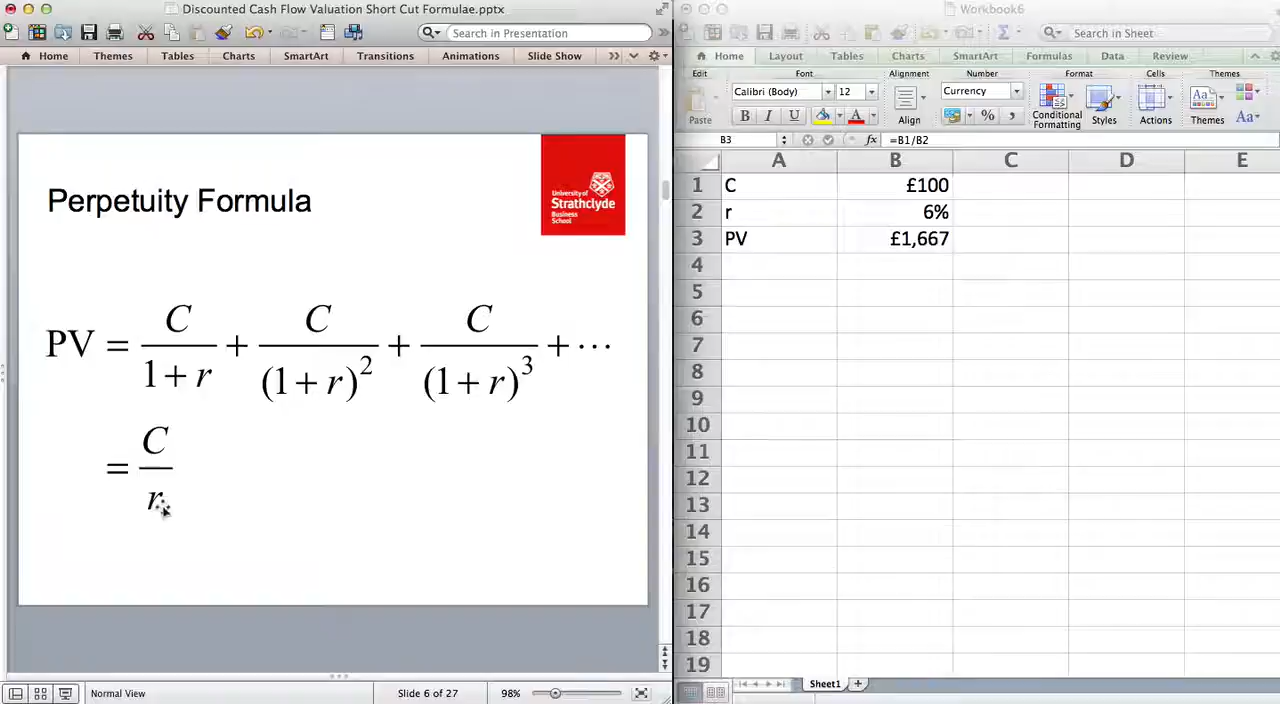 Discounted Cash Flow Valuation Short Cut Formulae.pptx
Search in Presentation
Home Themes Tables Charts SmartArt Transitions Animations Slide Show
Perpetuity Formula
University of
Strathclyde
Business
School
PV = C/(1 + r) + C/(1 + r)² + C/(1 + r)³ + ⋯
= C/r
Normal View Slide 6 of 27 98%
Workbook6
Search in Sheet
Home Layout Tables Charts SmartArt Formulas Data Review
Edit Font Alignment Number Format Cells Themes
Calibri (Body) 12 Currency
Paste B I U A Align % , Conditional Formatting Styles Actions Aa Themes Aa
B3 fx =B1/B2
A B C D E
1 C £100
2 r 6%
3 PV £1,667
4
5
6
7
8
9
10
11
12
13
14
15
16
17
18
19
Sheet1